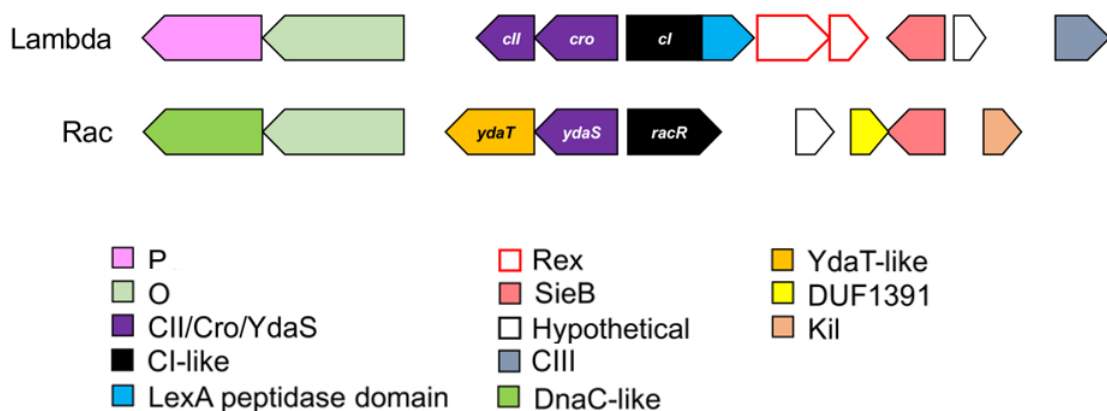 Lambda
cII cro cI
Rac
ydaT ydaS racR
P
O
CII/Cro/YdaS
CI-like
LexA peptidase domain
Rex
SieB
Hypothetical
CIII
DnaC-like
YdaT-like
DUF1391
Kil